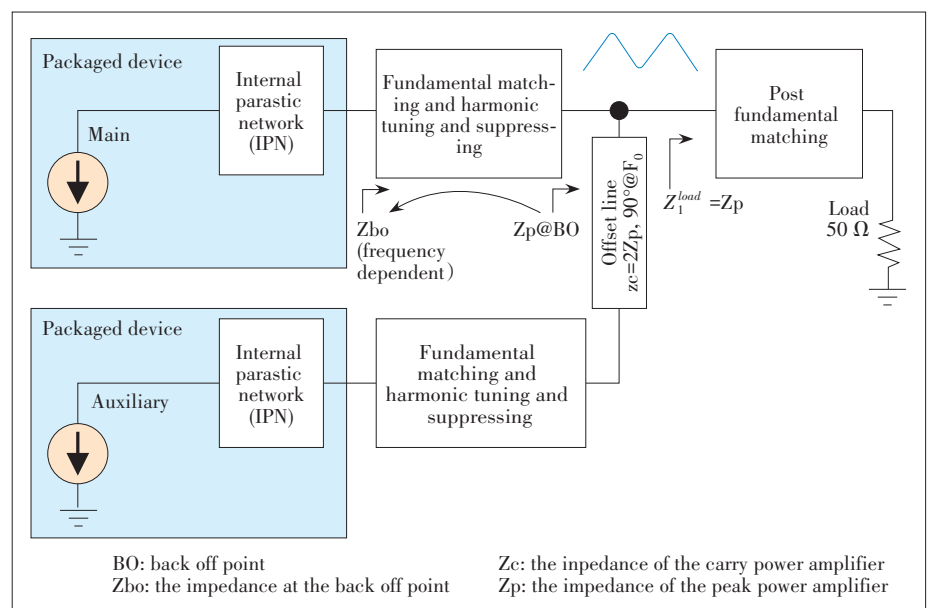 Packaged device
Internal
parastic
network
(IPN)
Main
Fundamental match-
ing and harmonic
tuning and suppress-
ing
Post
fundamental
matching
Zbo
(frequency
dependent)
Zp@BO
Offset line
zc=2Zp, 90°@F₀
Z₁^load =Zp
Load
50 Ω
Packaged device
Internal
parastic
network
(IPN)
Auxiliary
Fundamental
matching and
harmonic tuning and
suppressing
BO: back off point
Zbo: the impedance at the back off point
Zc: the inpedance of the carry power amplifier
Zp: the inpedance of the peak power amplifier